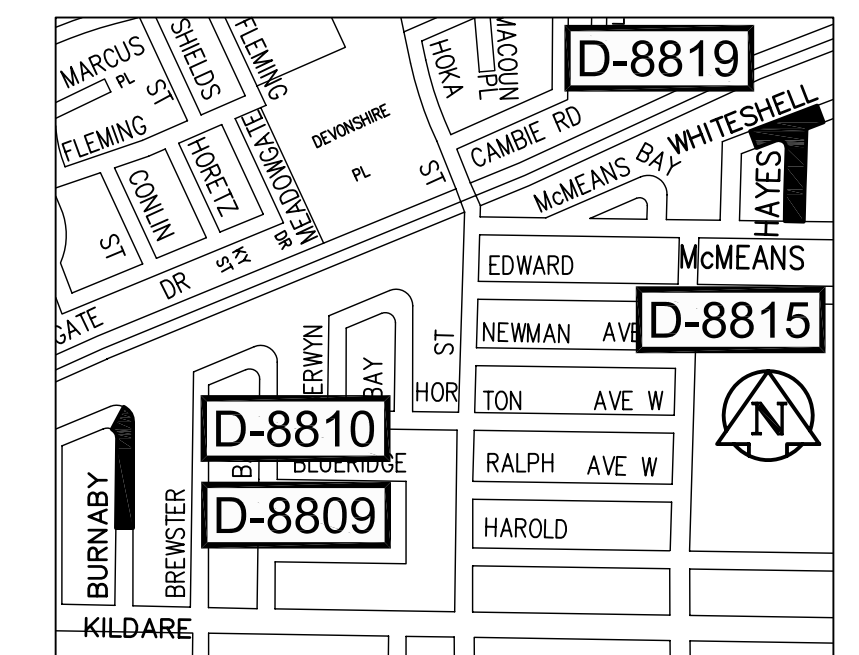 MARCUS
PL
ST
SHIELDS
FLEMING
HOKA
PL
MACOUN
D-8819
FLEMING
CONLIN
ST
HORETZ
MEADOWGATE
DR
DEVONSHIRE
PL
ST
CAMBIE RD
McMEANS BAY
WHITESHELL
HAYES
McMEANS
EDWARD
GATE DR
ST
KY
NEWMAN AVE
D-8815
ERWYN
BAY
ST
HOR
TON AVE W
N
D-8810
BLUERIDGE
RALPH AVE W
D-8809
BURNABY
BREWSTER
HAROLD
KILDARE